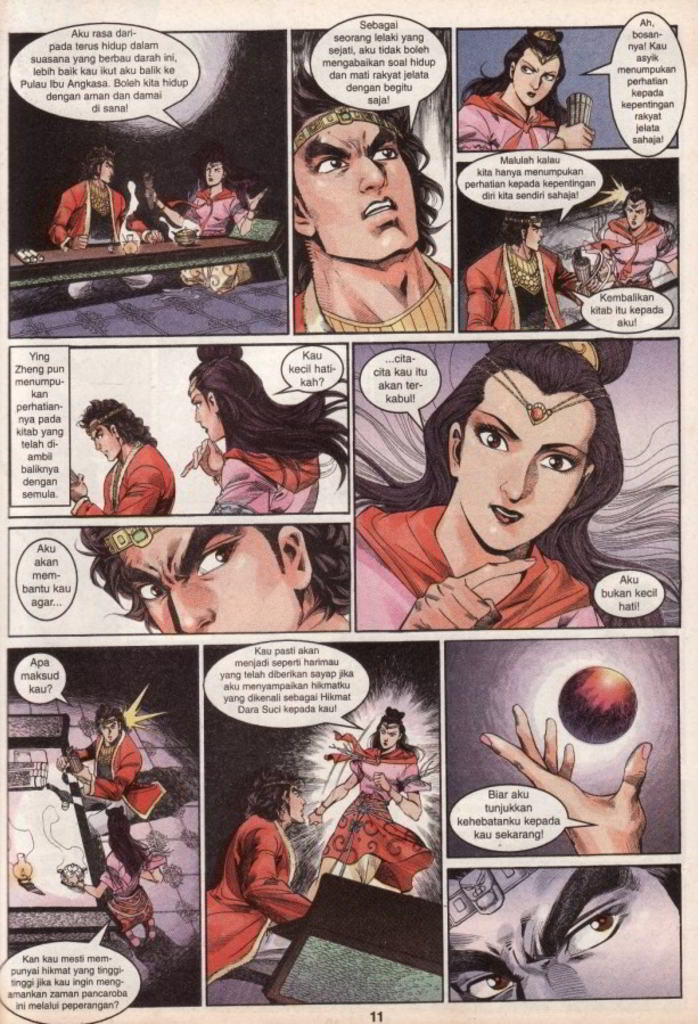 Aku rasa dari-
pada terus hidup dalam
suasana yang berbau darah ini,
lebih baik kau ikut aku balik ke
Pulau Ibu Angkasa. Boleh kita hidup
dengan aman dan damai
di sana!
Sebagai
seorang lelaki yang
sejati, aku tidak boleh
mengabaikan soal hidup
dan mati rakyat jelata
dengan begitu
saja!
Ah,
bosan-
nya! Kau
asyik
menumpukan
perhatian
kepada
kepentingan
rakyat
jelata
sahaja!
Malulah kalau
kita hanya menumpukan
perhatian kepada kepentingan
diri kita sendiri sahaja!
Kembalikan
kitab itu kepada
aku!
Ying
Zheng pun
menumpu-
kan
perhatian-
nya pada
kitab yang
telah di-
ambil
baliknya
dengan
semula.
Kau
kecil hati-
kah?
...cita-
cita kau itu
akan ter-
kabul!
Aku
bukan kecil
hati!
Aku
akan
mem-
bantu kau
agar...
Apa
maksud
kau?
Kan kau mesti mem-
punyai hikmat yang tinggi-
tinggi jika kau ingin meng-
amankan zaman pancaroba
ini melalui peperangan?
Kau pasti akan
menjadi seperti harimau
yang telah diberikan sayap jika
aku menyampaikan hikmatku
yang dikenali sebagai Hikmat
Dara Suci kepada kau!
Biar aku
tunjukkan
kehebatanku kepada
kau sekarang!
11